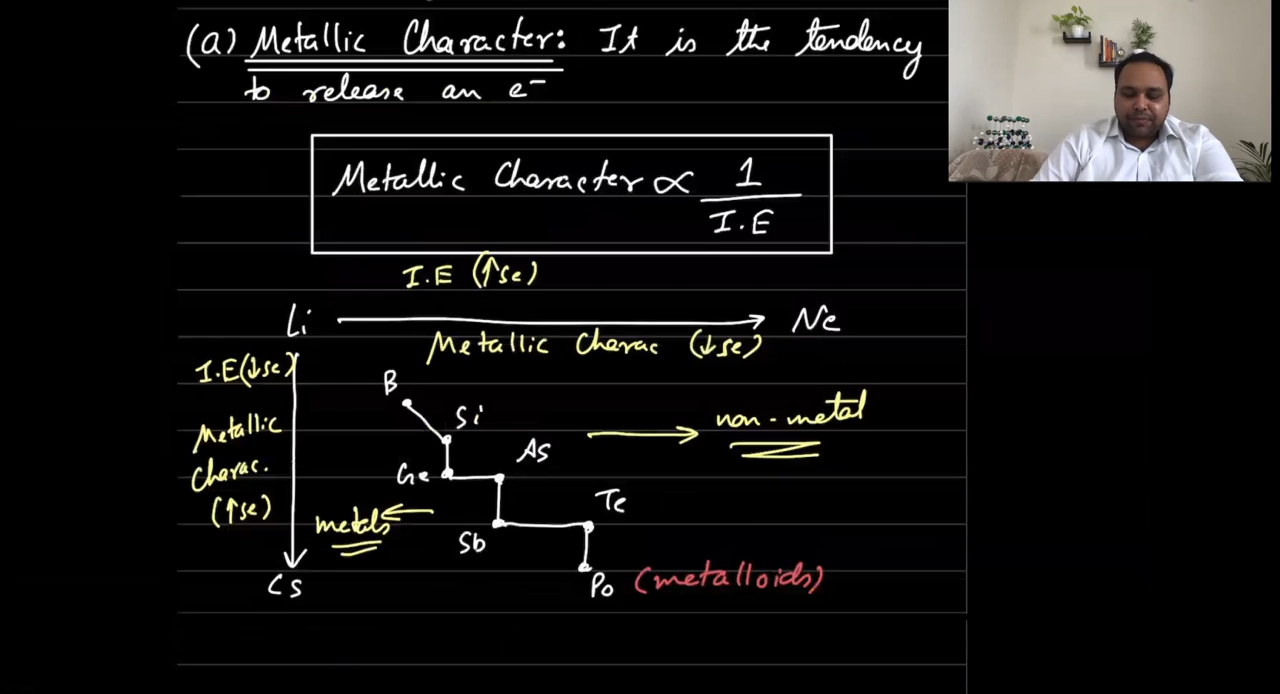 (a) Metallic Character: It is the tendency
to release an e⁻
Metallic Character ∝ 1/I.E
I.E (↑se)
Li → Ne
Metallic Charac (↓se)
I.E (↓se)
Metallic
Charac.
(↑se)
Cs
B
Si
Ge
As
Sb
Te
Po (metalloids)
non-metal
metals